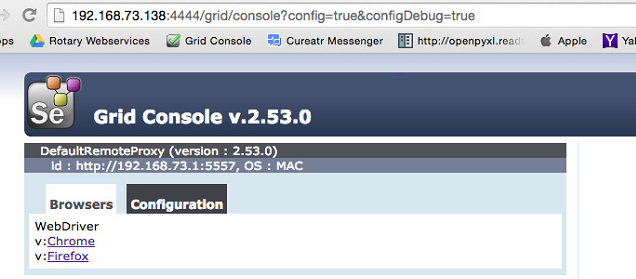 192.168.73.138:4444/grid/console?config=true&configDebug=true
ops Rotary Webservices Grid Console Cureatr Messenger http://openpyxl.readt Apple Yal
Se Grid Console v.2.53.0
DefaultRemoteProxy (version : 2.53.0)
id : http://192.168.73.1:5557, OS : MAC
Browsers Configuration
WebDriver
v:Chrome
v:Firefox